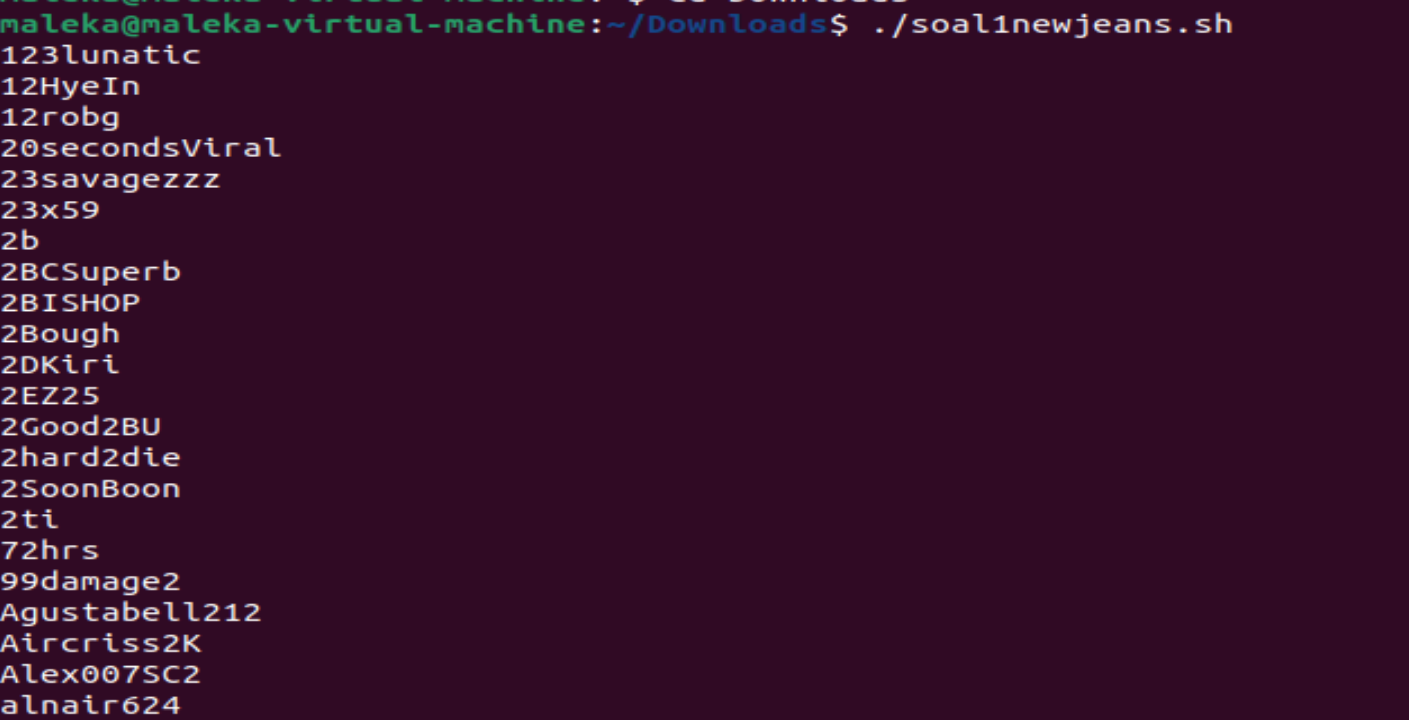 maleka@maleka-virtual-machine:~/Downloads$ ./soal1newjeans.sh
123lunatic
12HyeIn
12robg
20secondsViral
23savagezzz
23x59
2b
2BCSuperb
2BISHOP
2Bough
2DKiri
2EZ25
2Good2BU
2hard2die
2SoonBoon
2ti
72hrs
99damage2
Agustabell212
Aircriss2K
Alex007SC2
alnair624